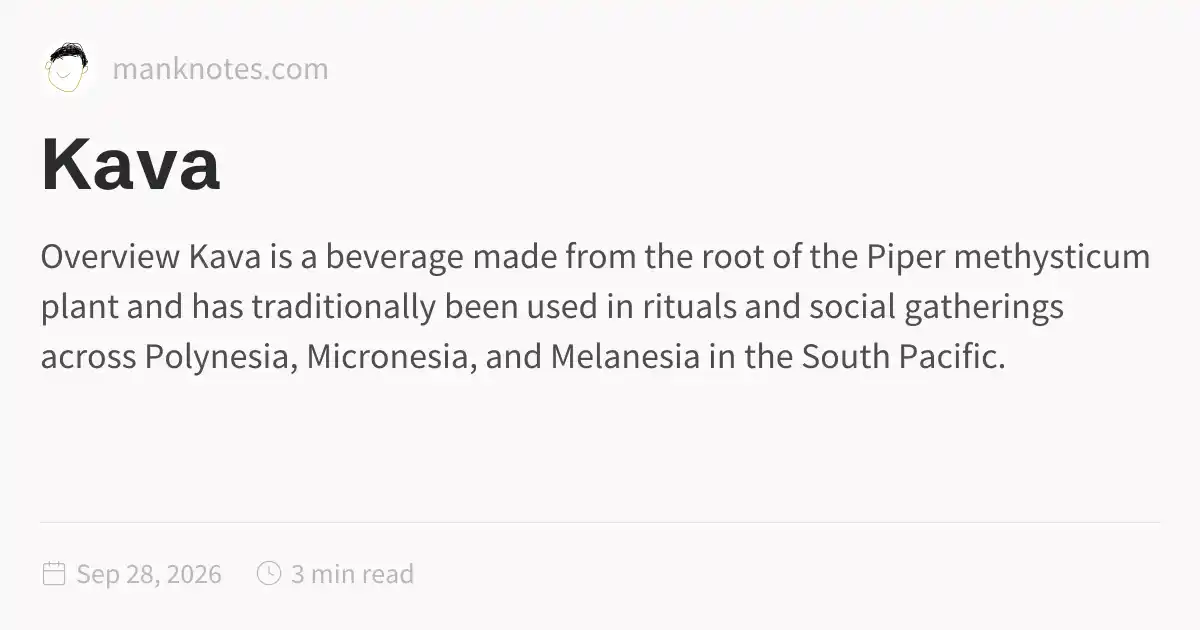 manknotes.com
Kava
Overview Kava is a beverage made from the root of the Piper methysticum
plant and has traditionally been used in rituals and social gatherings
across Polynesia, Micronesia, and Melanesia in the South Pacific.
Sep 28, 2026 3 min read